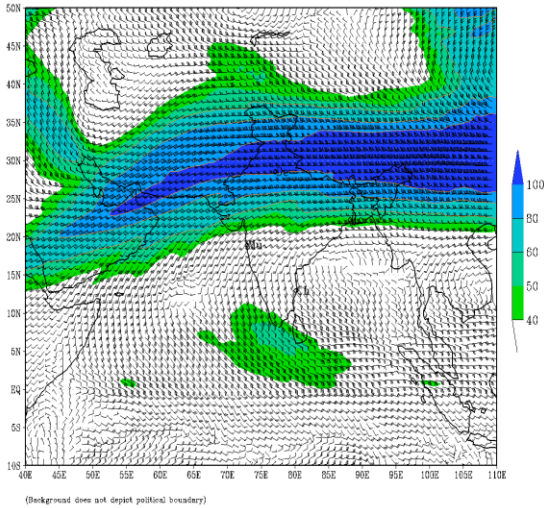 50N
45N
40N
35N
30N
25N
20N
15N
10N
5N
EQ
5S
10S
40E 45E 50E 55E 60E 65E 70E 75E 80E 85E 90E 95E 100E 105E 110E
100
80
60
50
40
Mu
Ch
(Background does not depict political boundary)